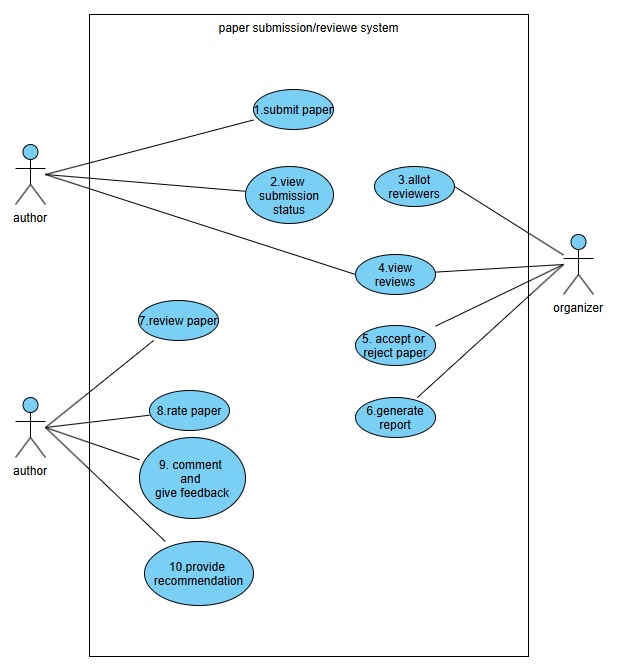 paper submission/reviewe system
1.submit paper
author
2.view
submission
status
3.allot
reviewers
4.view
reviews
organizer
7.review paper
5. accept or
reject paper
8.rate paper
6.generate
report
author
9. comment
and
give feedback
10.provide
recommendation